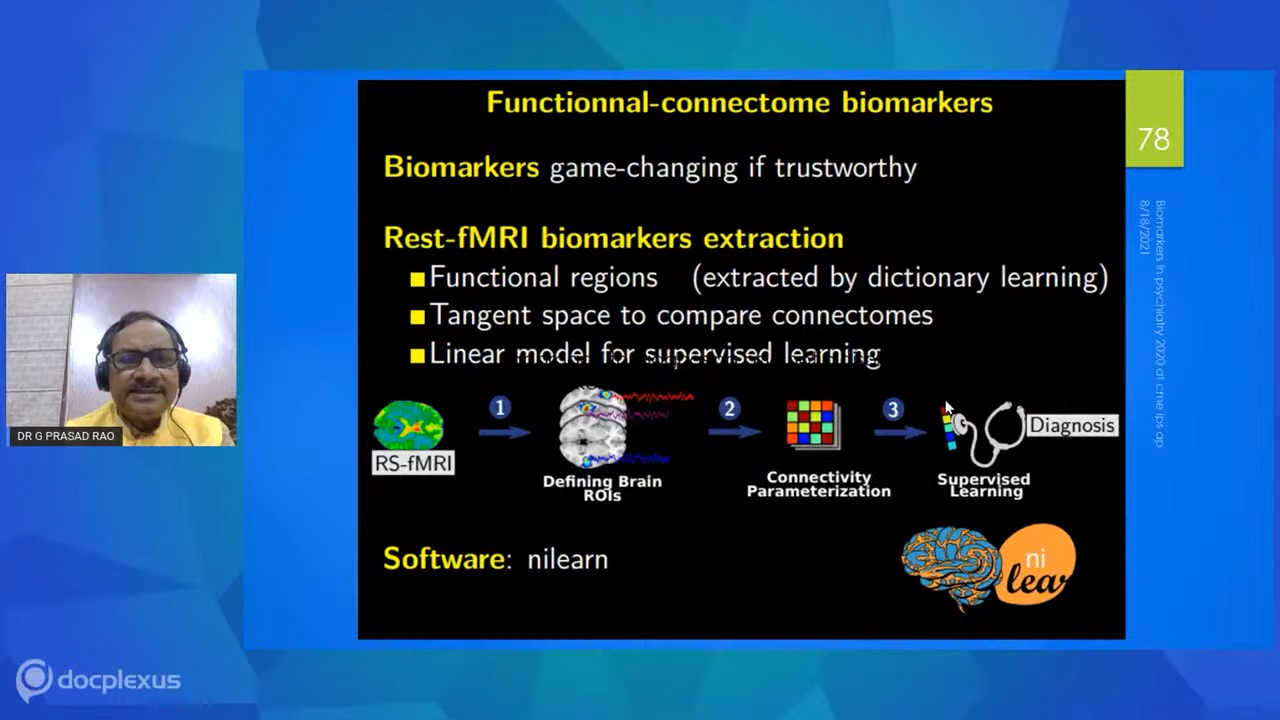 Functionnal-connectome biomarkers
78
Biomarkers game-changing if trustworthy
Rest-fMRI biomarkers extraction
Functional regions (extracted by dictionary learning)
Tangent space to compare connectomes
Linear model for supervised learning
1
2
3
RS-fMRI
Defining Brain
ROIs
Connectivity
Parameterization
Supervised
Learning
Diagnosis
Software: nilearn
ni
lear
Biomarkers in psychiatry 2020 at cme ips ap
8/18/2021
DR G PRASAD RAO
docplexus